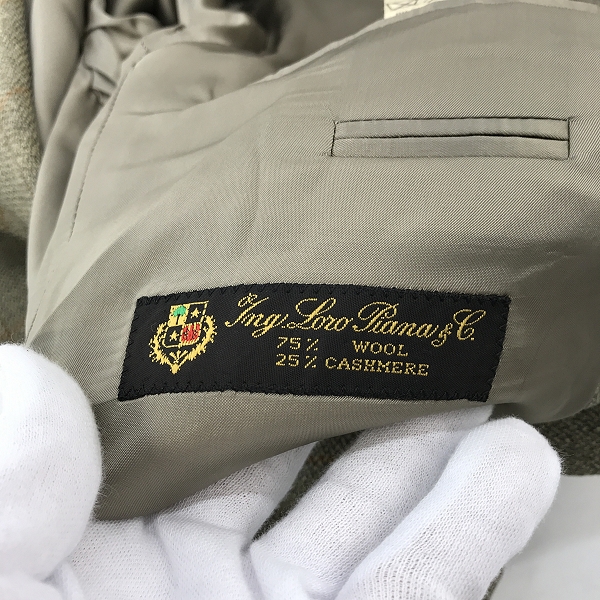 Ing. Loro Piana & C.
75% WOOL
25% CASHMERE